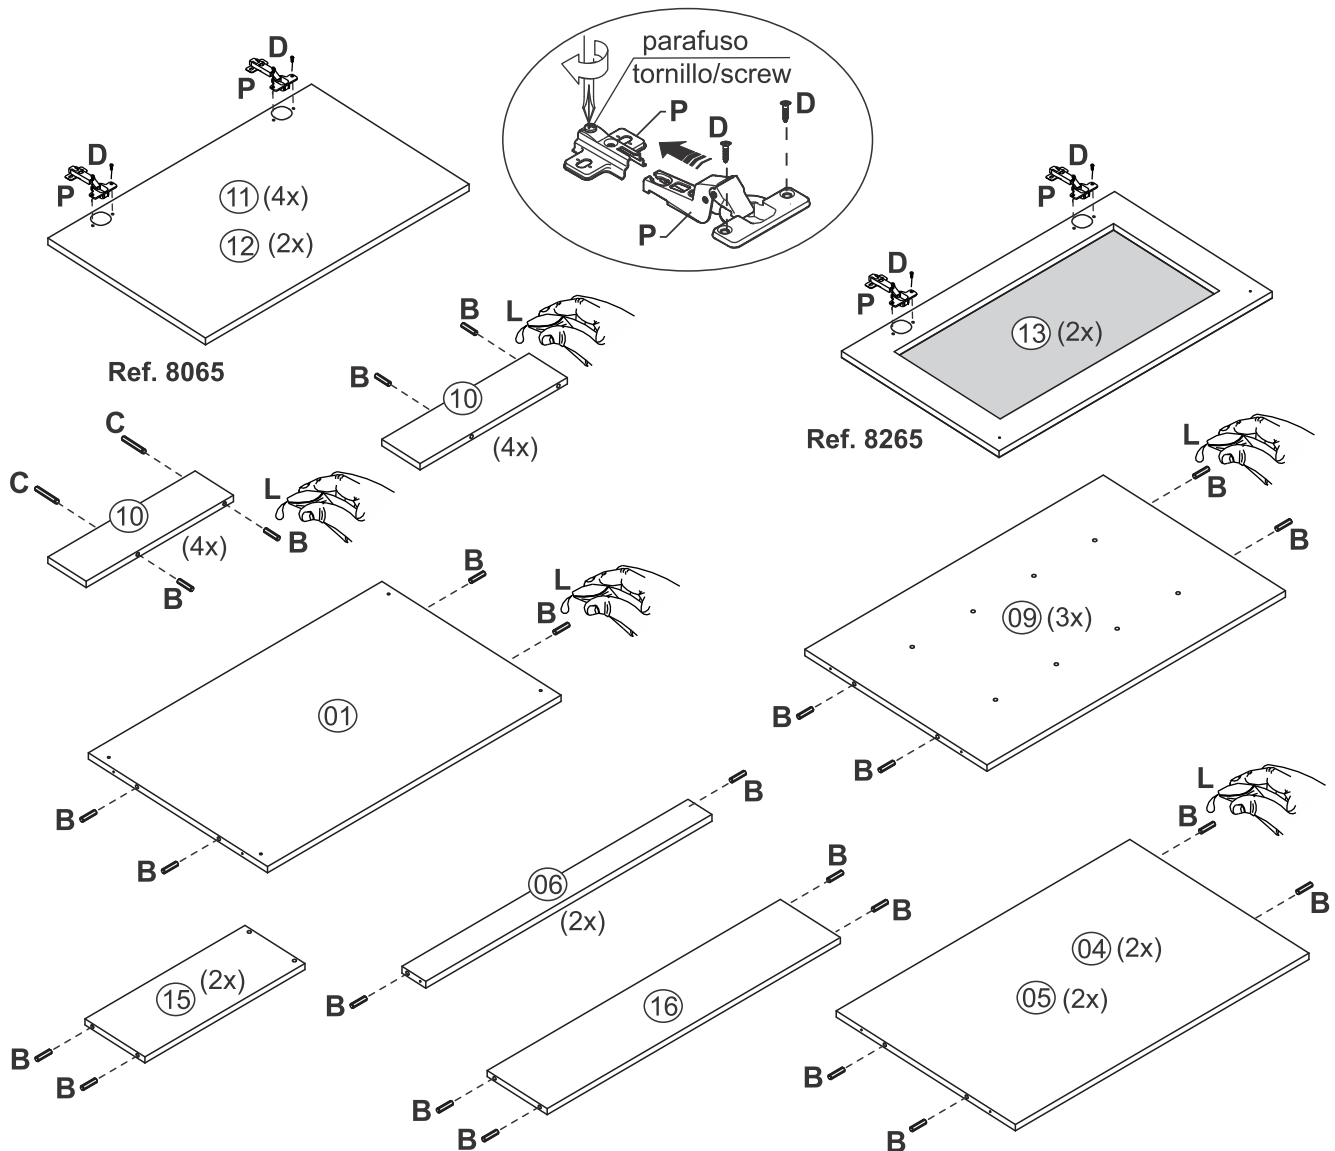 D
P
D
P
11 (4x)
12 (2x)
Ref. 8065
parafuso
tornillo/screw
P
D
D
P
D
P
D
P
13 (2x)
Ref. 8265
B
L
B
10
(4x)
C
C
10
(4x)
L
B
B
B
L
B
01
B
B
L
B
B
09 (3x)
B
B
B
06
(2x)
B
15 (2x)
B
B
B
B
16
B
B
L
B
B
04 (2x)
05 (2x)
B
B